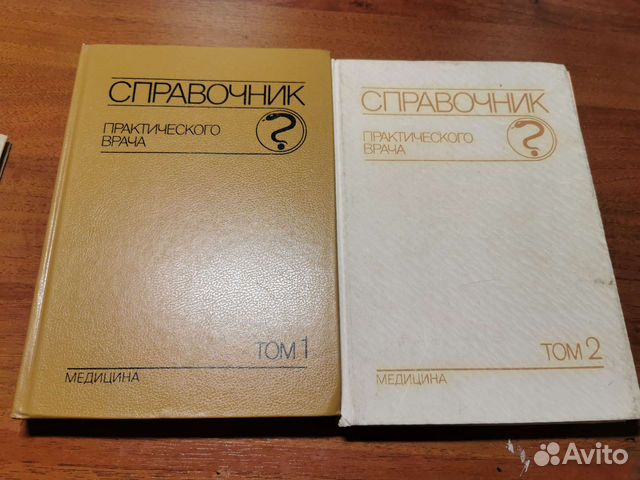 СПРАВОЧНИК
ПРАКТИЧЕСКОГО
ВРАЧА
ТОМ 1
МЕДИЦИНА
СПРАВОЧНИК
ПРАКТИЧЕСКОГО
ВРАЧА
ТОМ 2
МЕДИЦИНА
Avito